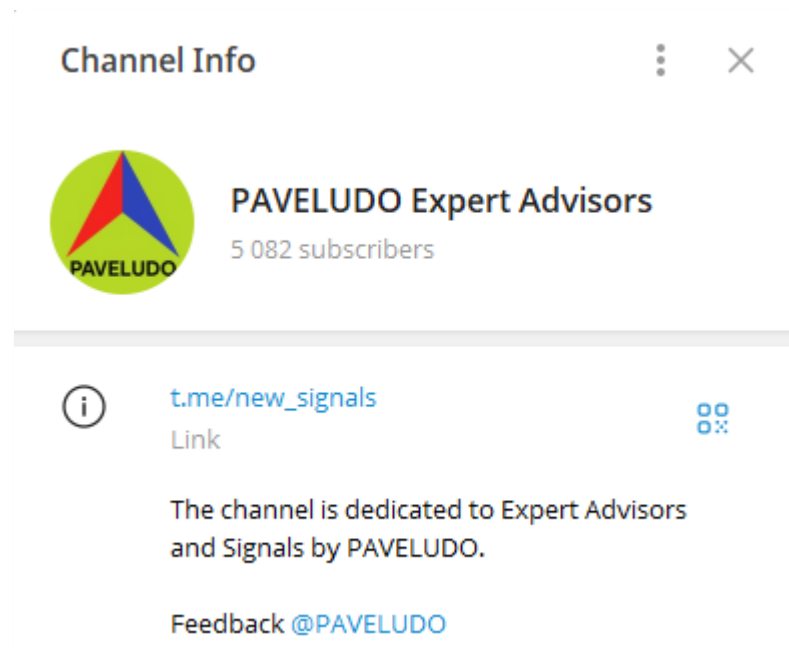 Channel Info
PAVELUDO
PAVELUDO Expert Advisors
5 082 subscribers
t.me/new_signals
Link
The channel is dedicated to Expert Advisors
and Signals by PAVELUDO.
Feedback @PAVELUDO